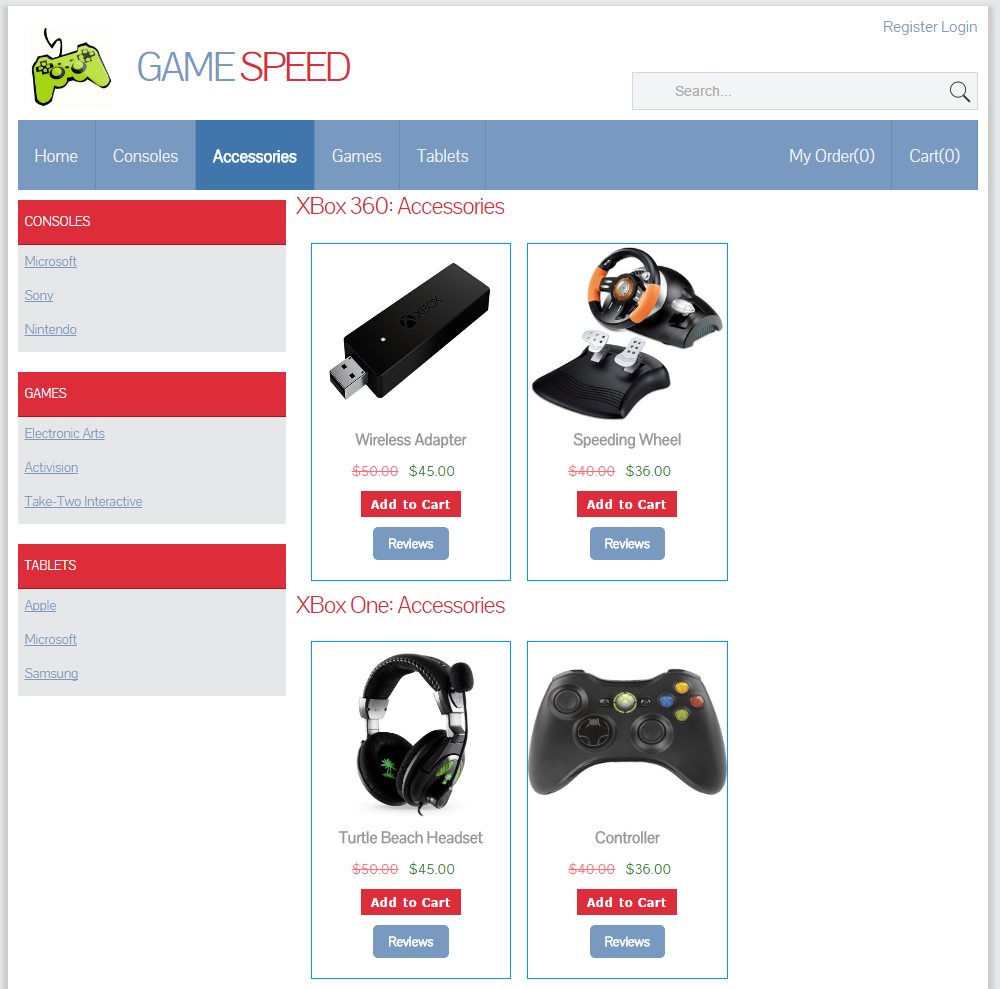 Register Login
GAME SPEED
Search...
Home Consoles Accessories Games Tablets My Order(0) Cart(0)
CONSOLES
Microsoft
Sony
Nintendo
GAMES
Electronic Arts
Activision
Take-Two Interactive
TABLETS
Apple
Microsoft
Samsung
XBox 360: Accessories
XBOX
Wireless Adapter
$50.00 $45.00
Add to Cart
Reviews
Speeding Wheel
$40.00 $36.00
Add to Cart
Reviews
XBox One: Accessories
Turtle Beach Headset
$50.00 $45.00
Add to Cart
Reviews
Controller
$40.00 $36.00
Add to Cart
Reviews